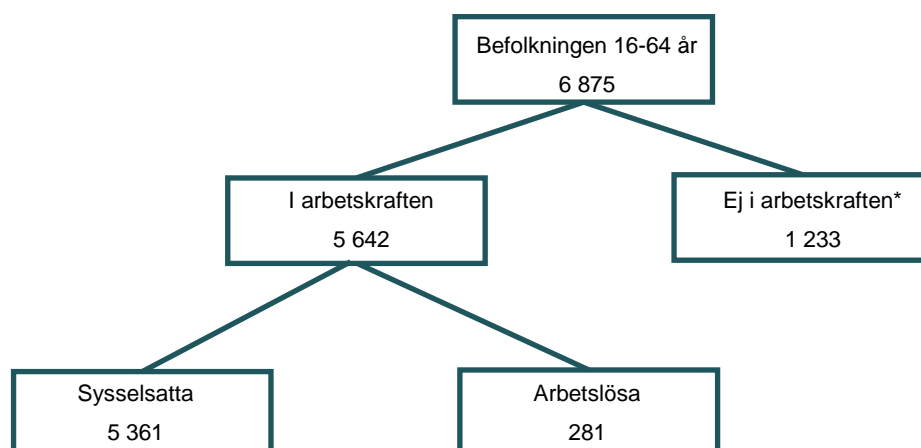 Befolkningen 16-64 år
6 875
I arbetskraften
5 642
Ej i arbetskraften*
1 233
Sysselsatta
5 361
Arbetslösa
281